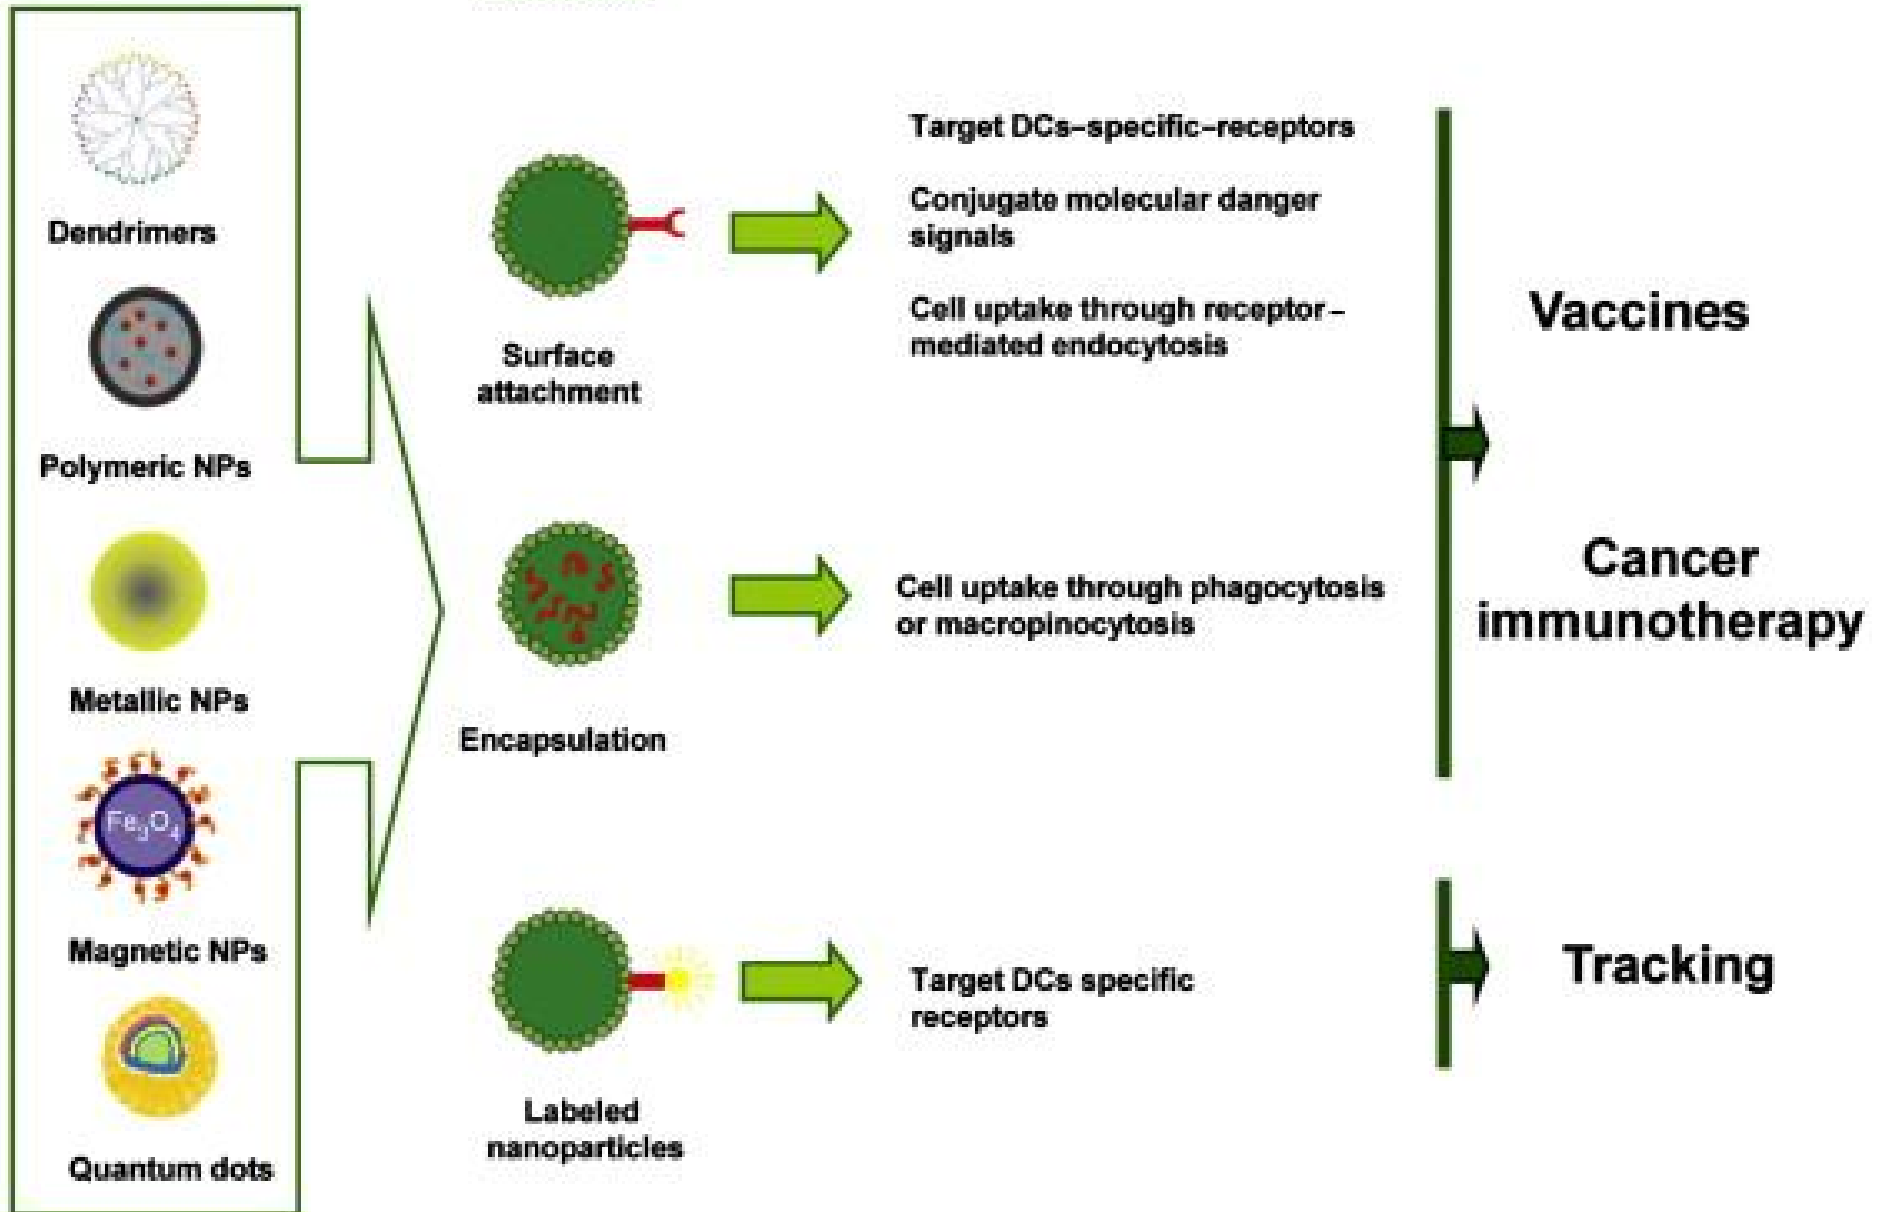 Dendrimers
Polymeric NPs
Metallic NPs
Fe3O4
Magnetic NPs
Quantum dots
Surface
attachment
Encapsulation
Labeled
nanoparticles
Target DCs–specific–receptors
Conjugate molecular danger
signals
Cell uptake through receptor–
mediated endocytosis
Cell uptake through phagocytosis
or macropinocytosis
Target DCs specific
receptors
Vaccines
Cancer
immunotherapy
Tracking